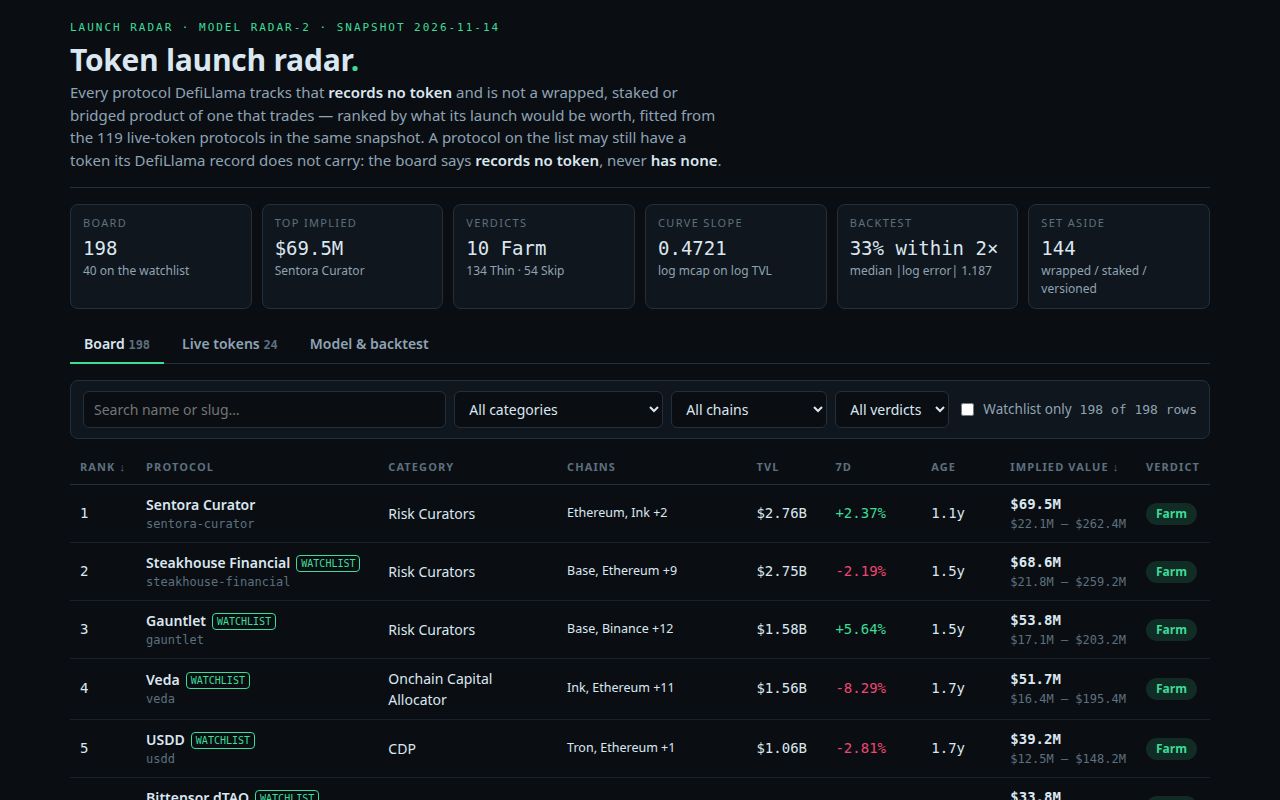 LAUNCH RADAR · MODEL RADAR-2 · SNAPSHOT 2026-11-14
Token launch radar.
Every protocol DefiLlama tracks that records no token and is not a wrapped, staked or
bridged product of one that trades — ranked by what its launch would be worth, fitted from
the 119 live-token protocols in the same snapshot. A protocol on the list may still have a
token its DefiLlama record does not carry: the board says records no token, never has none.
BOARD
198
40 on the watchlist
TOP IMPLIED
$69.5M
Sentora Curator
VERDICTS
10 Farm
134 Thin · 54 Skip
CURVE SLOPE
0.4721
log mcap on log TVL
BACKTEST
33% within 2×
median |log error| 1.187
SET ASIDE
144
wrapped / staked /
versioned
Board 198 Live tokens 24 Model & backtest
Search name or slug... All categories All chains All verdicts Watchlist only 198 of 198 rows
RANK ↓ PROTOCOL CATEGORY CHAINS TVL 7D AGE IMPLIED VALUE ↓ VERDICT
1 Sentora Curator Risk Curators Ethereum, Ink +2 $2.76B +2.37% 1.1y $69.5M Farm
sentora-curator $22.1M — $262.4M
2 Steakhouse Financial WATCHLIST Risk Curators Base, Ethereum +9 $2.75B -2.19% 1.5y $68.6M Farm
steakhouse-financial $21.8M — $259.2M
3 Gauntlet WATCHLIST Risk Curators Base, Binance +12 $1.58B +5.64% 1.5y $53.8M Farm
gauntlet $17.1M — $203.2M
4 Veda WATCHLIST Onchain Capital Allocator Ink, Ethereum +11 $1.56B -8.29% 1.7y $51.7M Farm
veda $16.4M — $195.4M
5 USDD WATCHLIST CDP Tron, Ethereum +1 $1.06B -2.81% 1.7y $39.2M Farm
usdd $12.5M — $148.2M
Bittensor dTAO WATCHLIST $33.8M